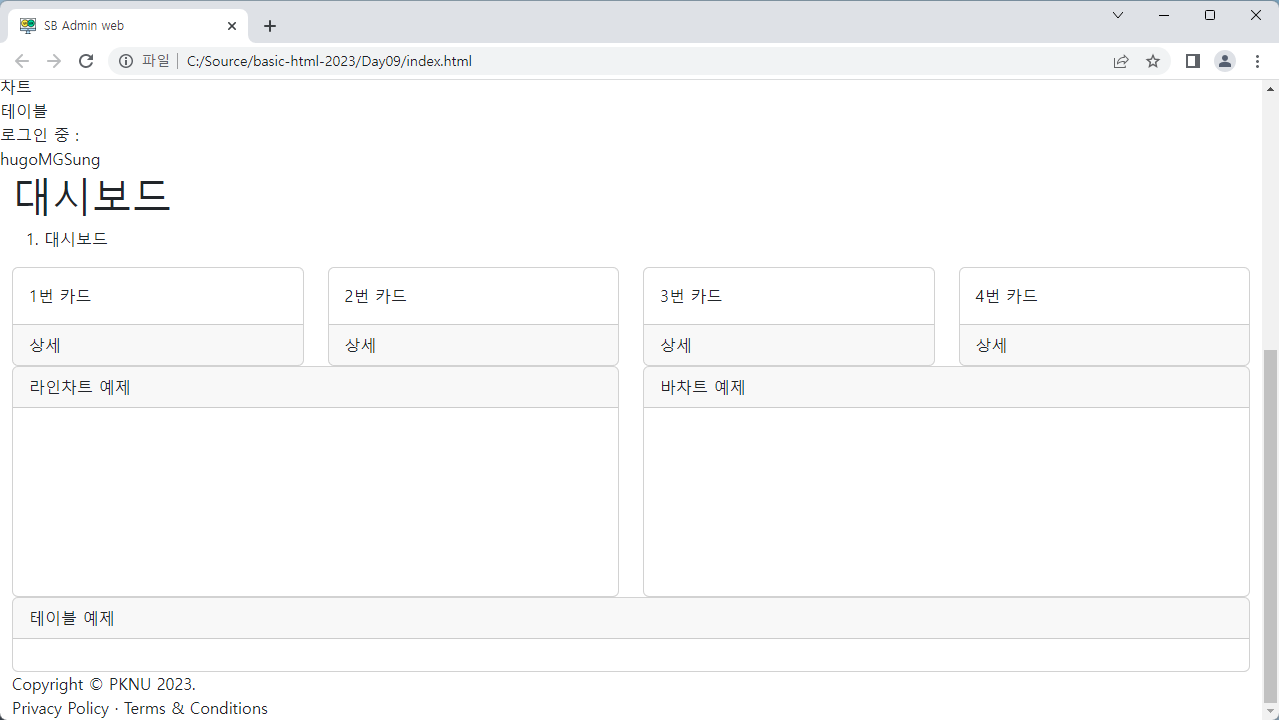 SB Admin web
파일 C:/Source/basic-html-2023/Day09/index.html
차트
테이블
로그인 중 :
hugoMGSung
대시보드
1. 대시보드
1번 카드 2번 카드 3번 카드 4번 카드
상세 상세 상세 상세
라인차트 예제 바차트 예제
테이블 예제
Copyright © PKNU 2023.
Privacy Policy · Terms & Conditions